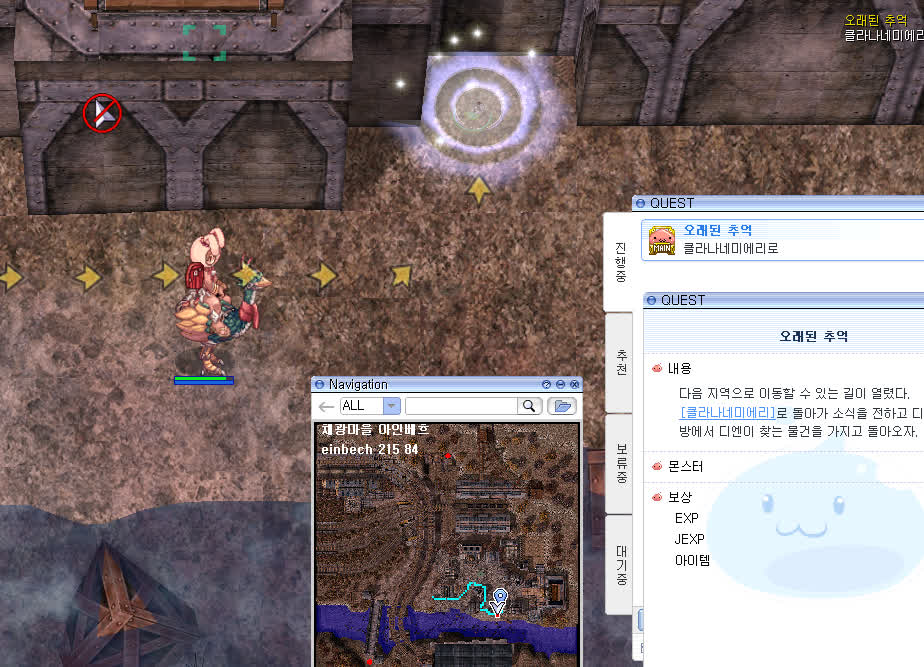 오래된 추억
클라나네미에리
QUEST
오래된 추억
MAIN
클라나네미에리로
진행중
추천
보류중
대기중
QUEST
오래된 추억
내용
다음 지역으로 이동할 수 있는 길이 열렸다.
[클라나네미에리]로 돌아가 소식을 전하고 디
방에서 디엔이 찾는 물건을 가지고 돌아오자.
몬스터
보상
EXP
JEXP
아이템
Navigation
ALL
아인베흐
einbech 215 84